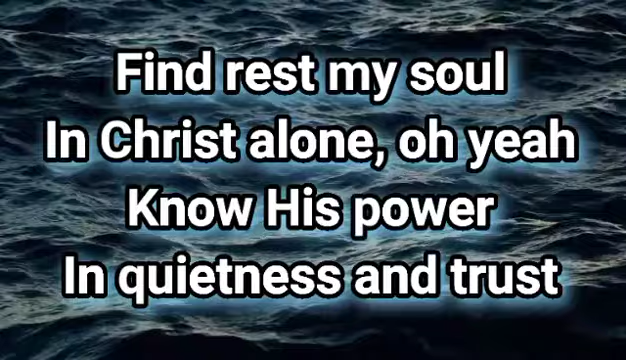 Find rest my soul
In Christ alone, oh yeah
Know His power
In quietness and trust